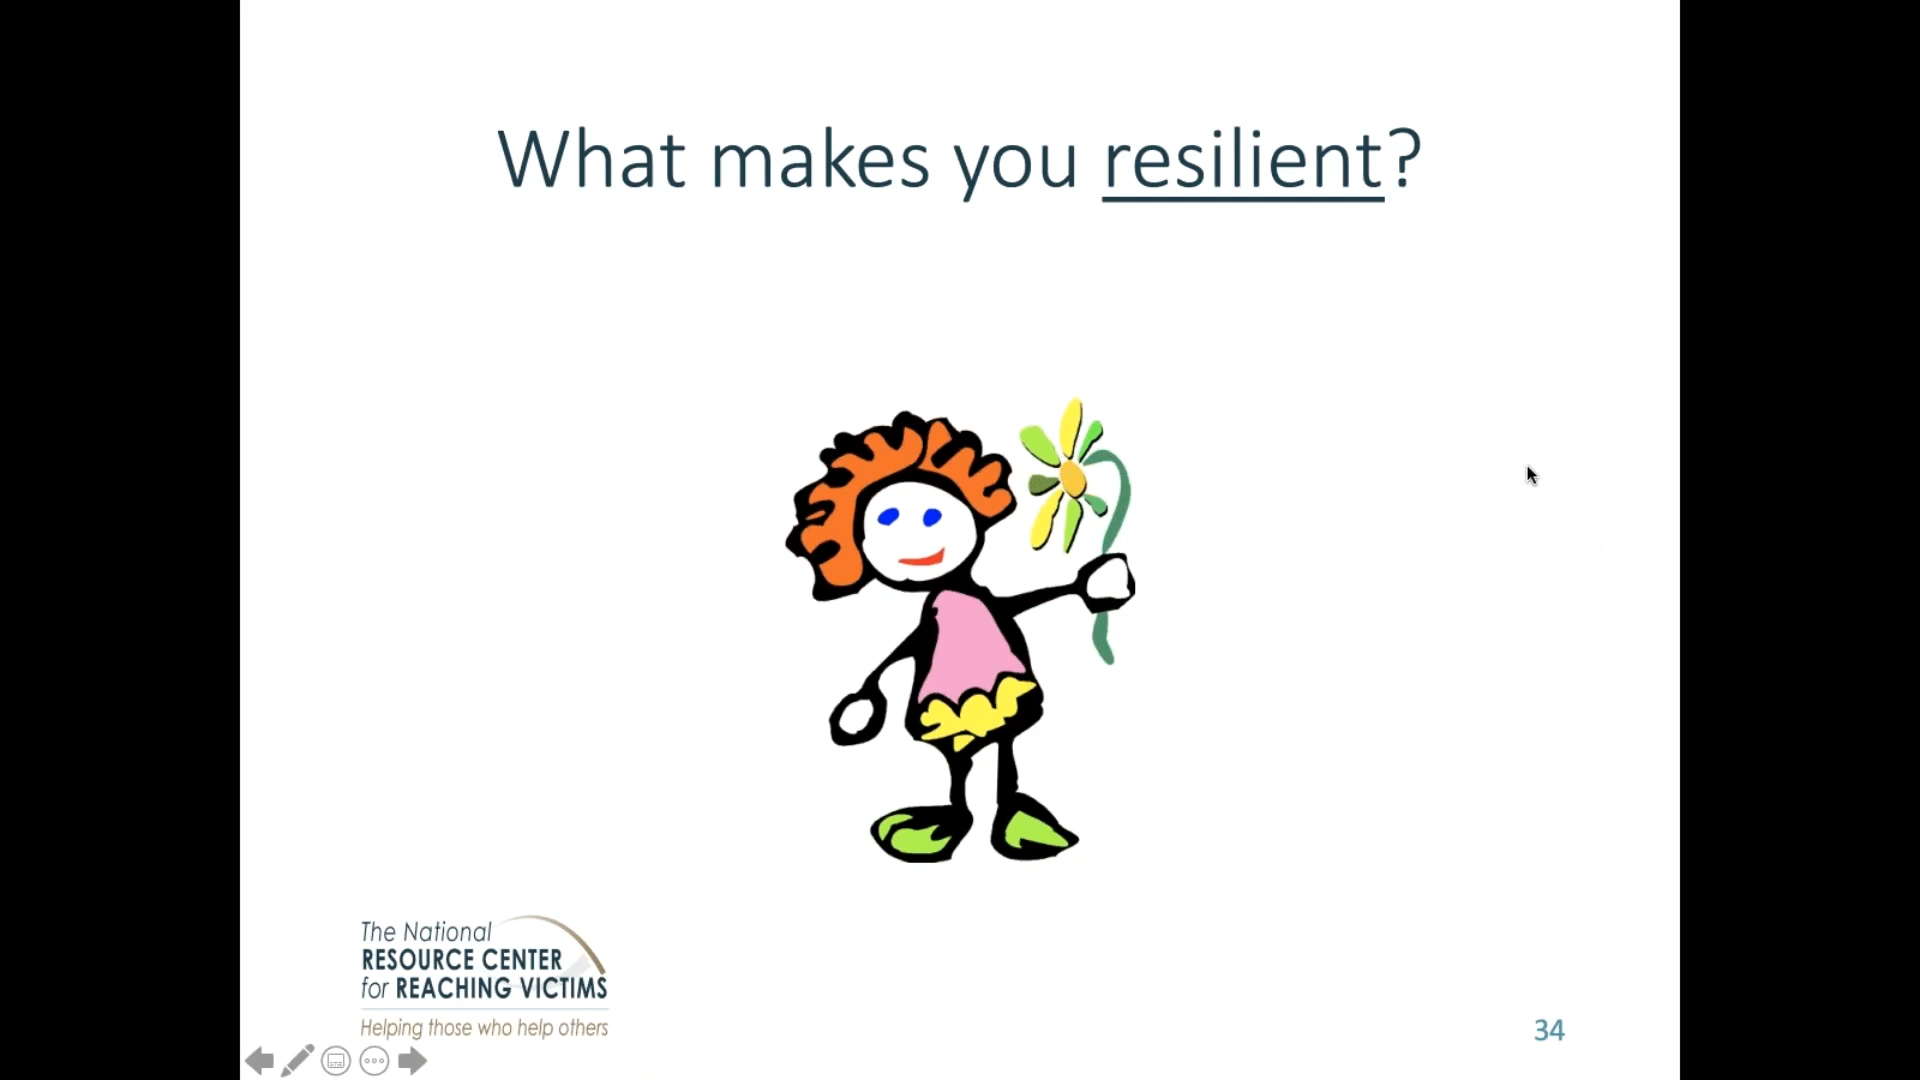 What makes you resilient?
The National
RESOURCE CENTER
for REACHING VICTIMS
Helping those who help others
34